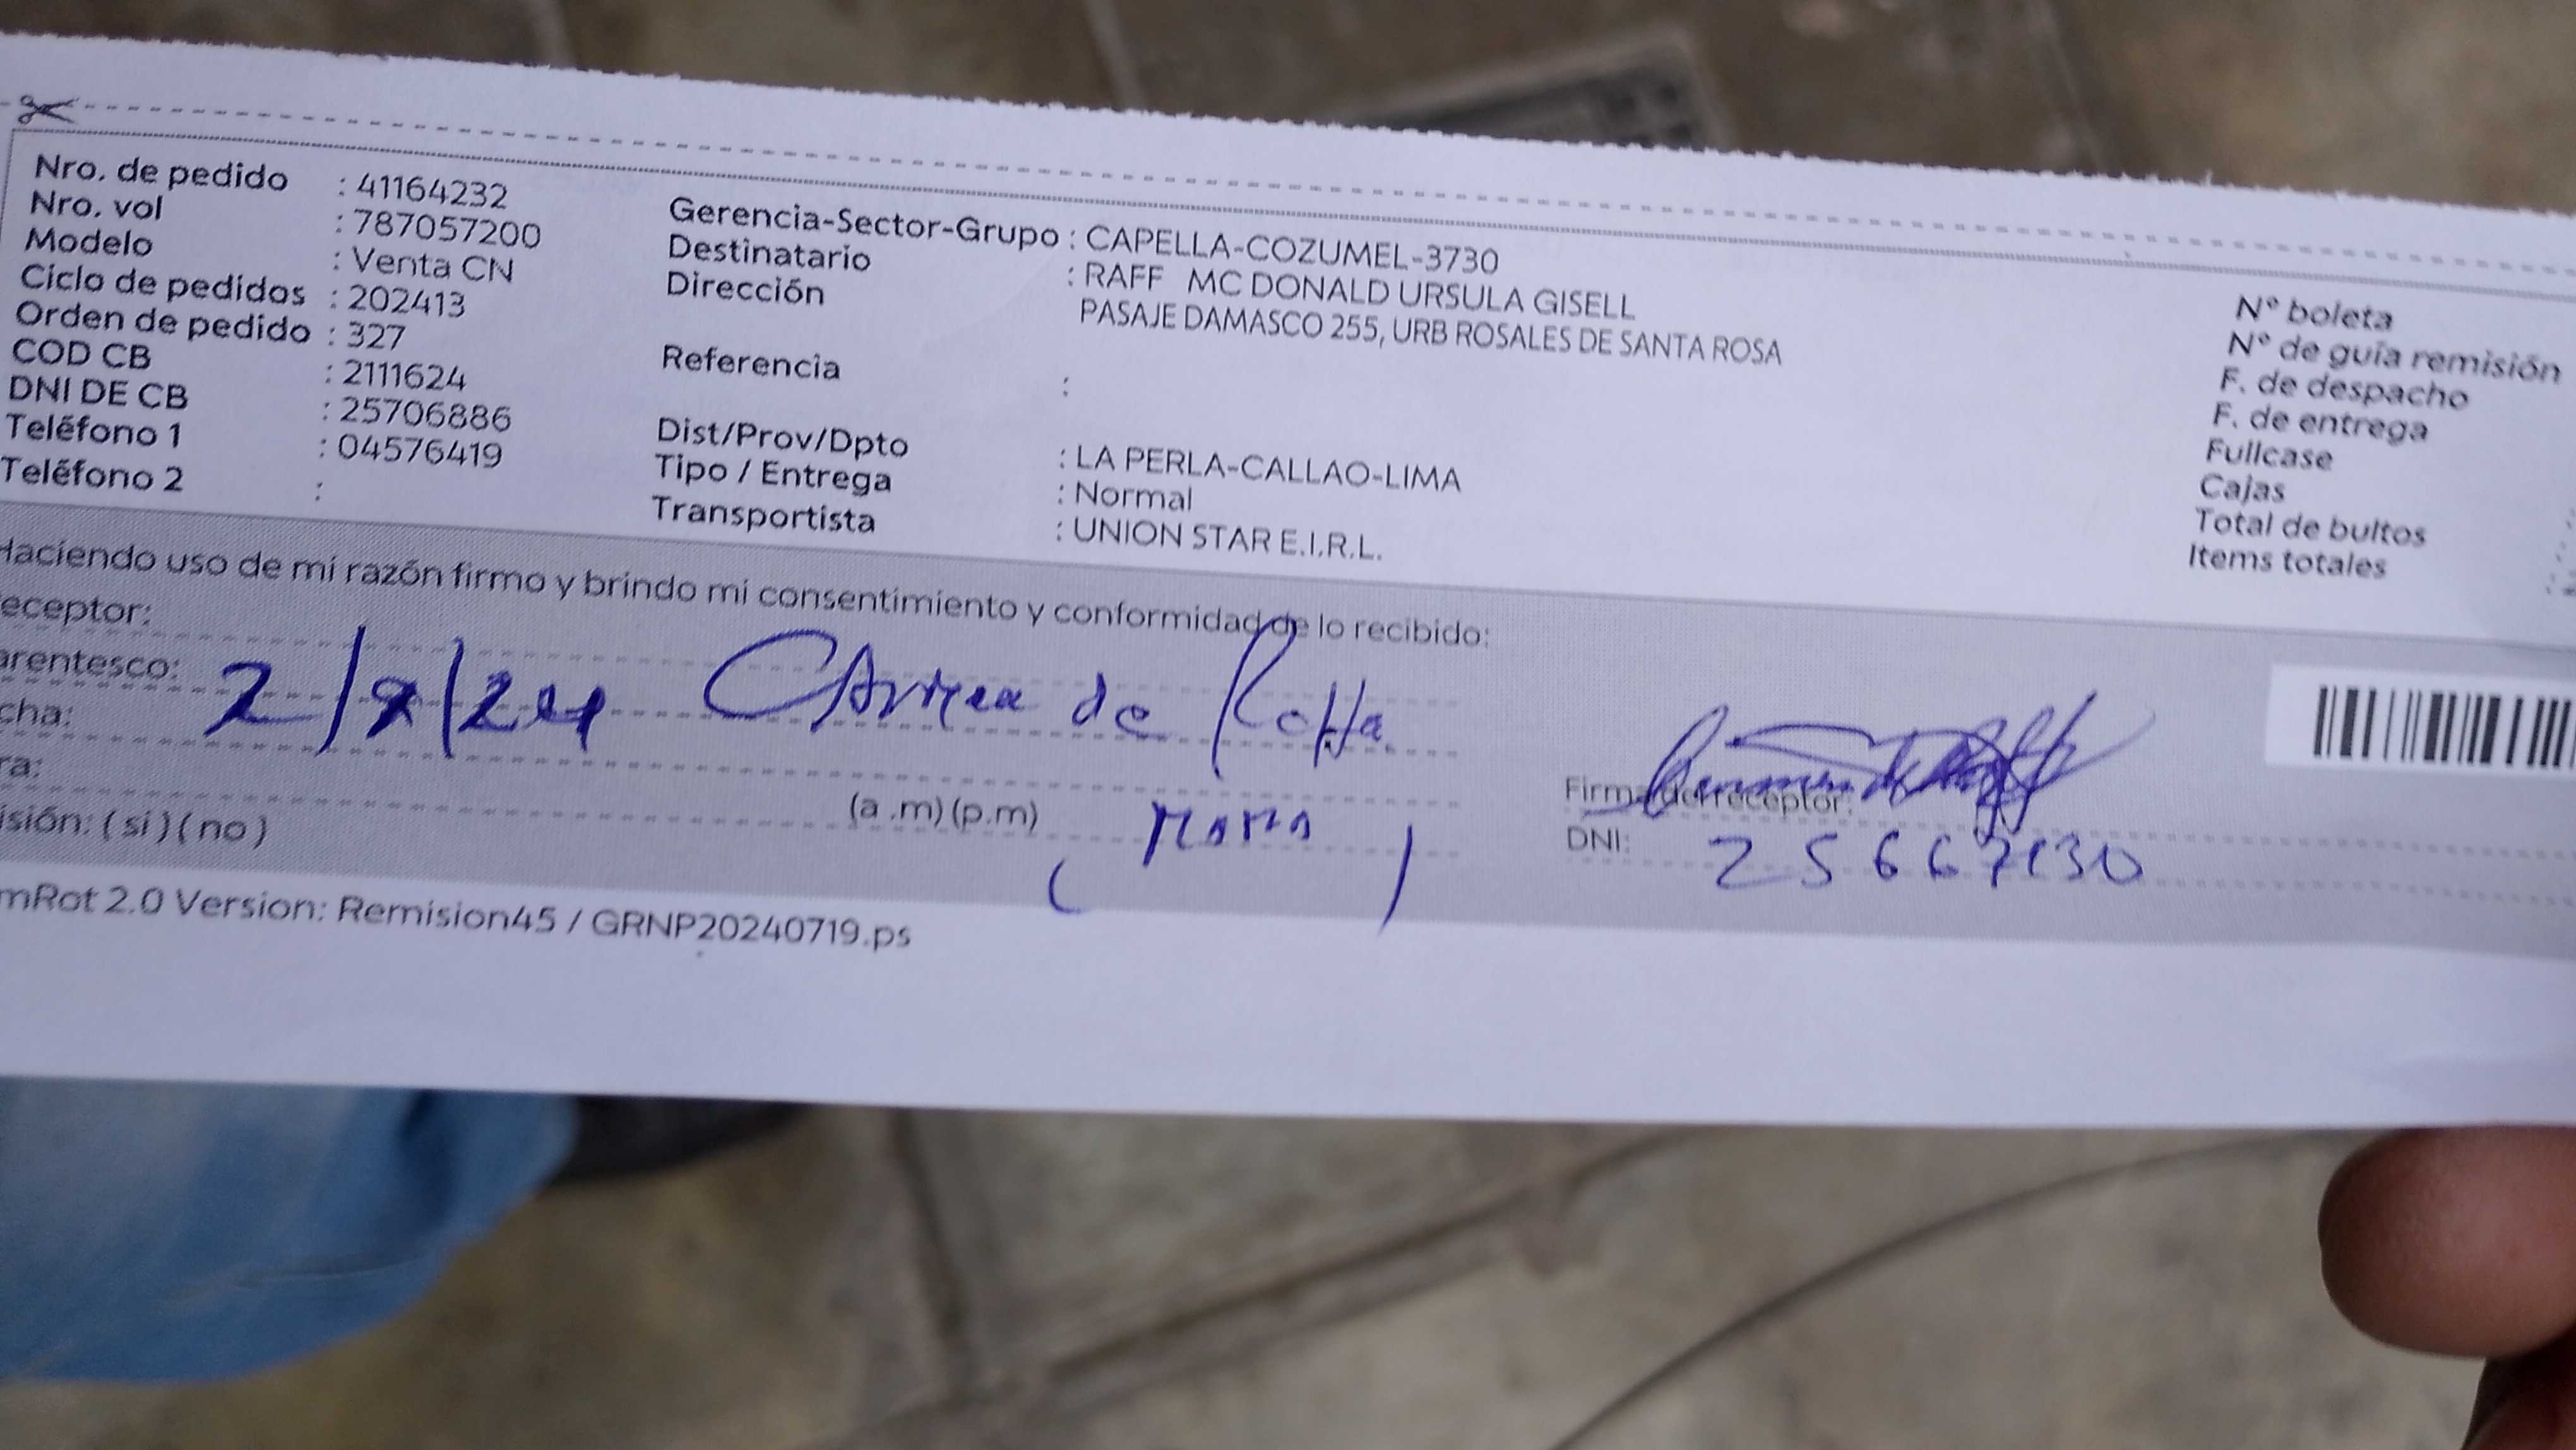 Nro. de pedido : 41164232
Nro. vol : 787057200
Modelo : Venta CN
Ciclo de pedidos : 202413
Orden de pedido : 327
COD CB : 2111624
DNI DE CB : 25706886
Teléfono 1 : 04576419
Teléfono 2 :
Gerencia-Sector-Grupo : CAPELLA-COZUMEL-3730
Destinatario : RAFF MC DONALD URSULA GISELL
Dirección PASAJE DAMASCO 255, URB ROSALES DE SANTA ROSA
Referencia :
Dist/Prov/Dpto : LA PERLA-CALLAO-LIMA
Tipo / Entrega : Normal
Transportista : UNION STAR E.I.R.L.
N° boleta
N° de guía remisión
F. de despacho
F. de entrega
Fullcase
Cajas
Total de bultos
Items totales
Haciendo uso de mi razón firmo y brindo mi consentimiento y conformidad de lo recibido:
eceptor:
arentesco:
cha: 2/8/24 de
ra: (a .m) (p.m)
isión: ( si ) ( no )
(Mama)
Firma del receptor:
DNI: 25667130
mRot 2.0 Version: Remision45 / GRNP20240719.ps